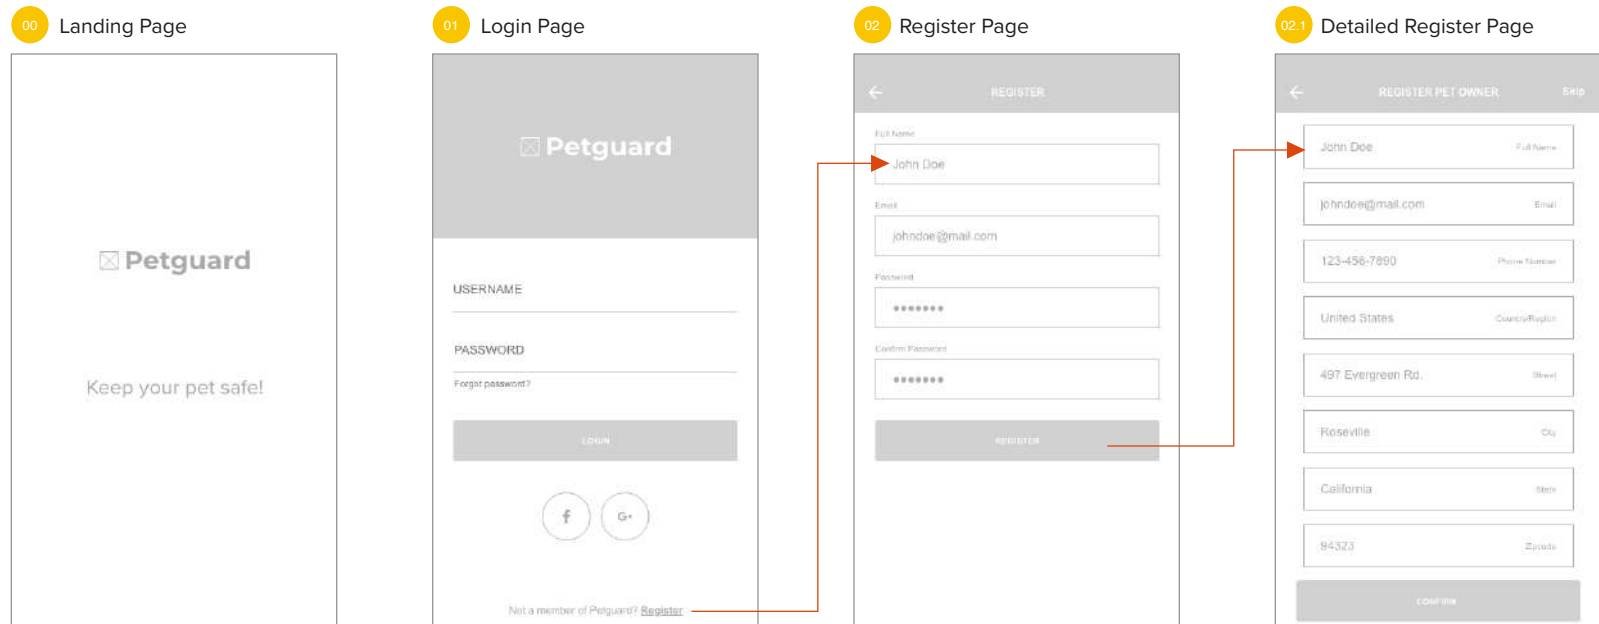 00 Landing Page
Petguard
Keep your pet safe!
01 Login Page
Petguard
USERNAME
PASSWORD
Forgot password?
LOGIN
f
G+
Not a member of Petguard? Register
02 Register Page
REGISTER
Full Name
John Doe
Email
johndoe@mail.com
Password
Confirm Password
REGISTER
02.1 Detailed Register Page
REGISTER PET OWNER Skip
John Doe Full Name
johndoe@mail.com Email
123-456-7890 Phone Number
United States Country/Region
497 Evergreen Rd. Street
Roseville City
California State
94323 Zipcode
CONFIRM